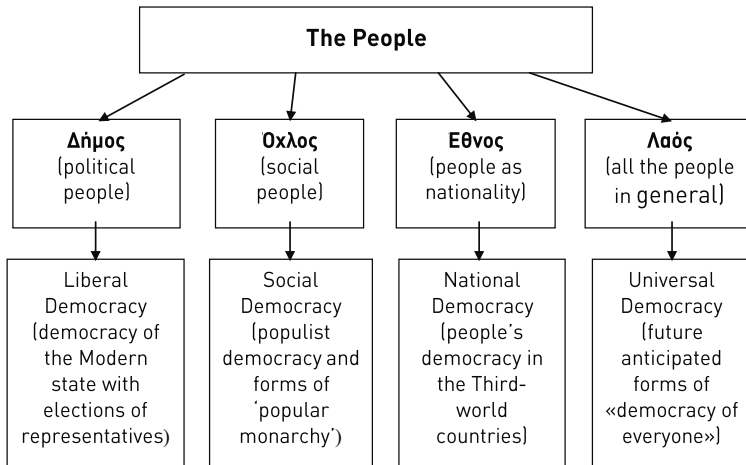 The People
Δήμος
(political
people)
Όχλος
(social
people)
Εθνος
(people as
nationality)
Λαός
(all the people
in general)
Liberal
Democracy
(democracy of
the Modern
state with
elections of
representatives)
Social
Democracy
(populist
democracy and
forms of
‘popular
monarchy’)
National
Democracy
(people’s
democracy in
the Third-
world
countries)
Universal
Democracy
(future
anticipated
forms of
«democracy of
everyone»)